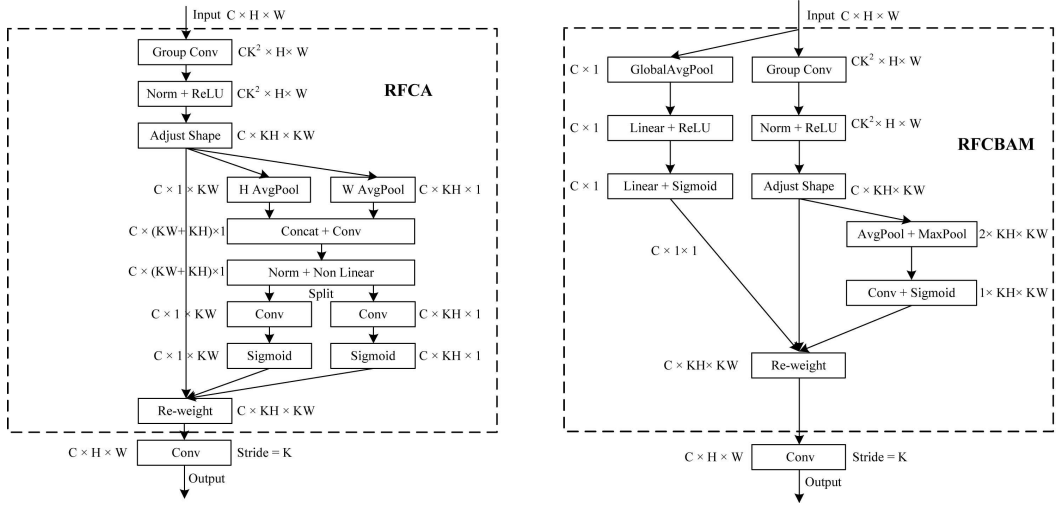 Input C × H × W
Group Conv CK² × H× W
Norm + ReLU CK² × H× W
RFCA
Adjust Shape C × KH × KW
C × 1 × KW H AvgPool W AvgPool C × KH × 1
C × (KW+ KH)×1 Concat + Conv
C × (KW+ KH)×1 Norm + Non Linear
Split
C × 1 × KW Conv Conv C × KH × 1
C × 1 × KW Sigmoid Sigmoid C × KH × 1
Re-weight C × KH × KW
C × H × W Conv Stride = K
Output
Input C × H × W
C × 1 GlobalAvgPool Group Conv CK² × H× W
C × 1 Linear + ReLU Norm + ReLU CK² × H × W
RFCBAM
C × 1 Linear + Sigmoid Adjust Shape C × KH× KW
AvgPool + MaxPool 2× KH× KW
C × 1× 1
Conv + Sigmoid 1× KH× KW
C × KH× KW Re-weight
C × H × W Conv Stride = K
Output